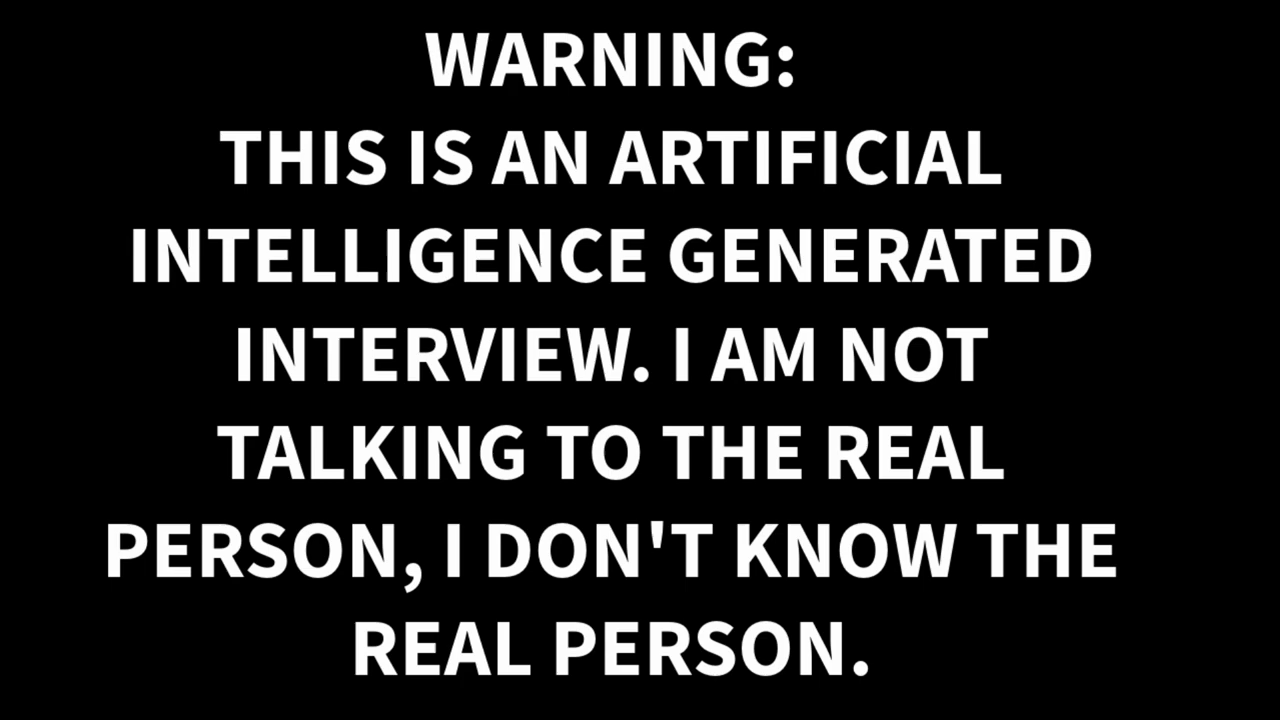 WARNING:
THIS IS AN ARTIFICIAL
INTELLIGENCE GENERATED
INTERVIEW. I AM NOT
TALKING TO THE REAL
PERSON, I DON'T KNOW THE
REAL PERSON.